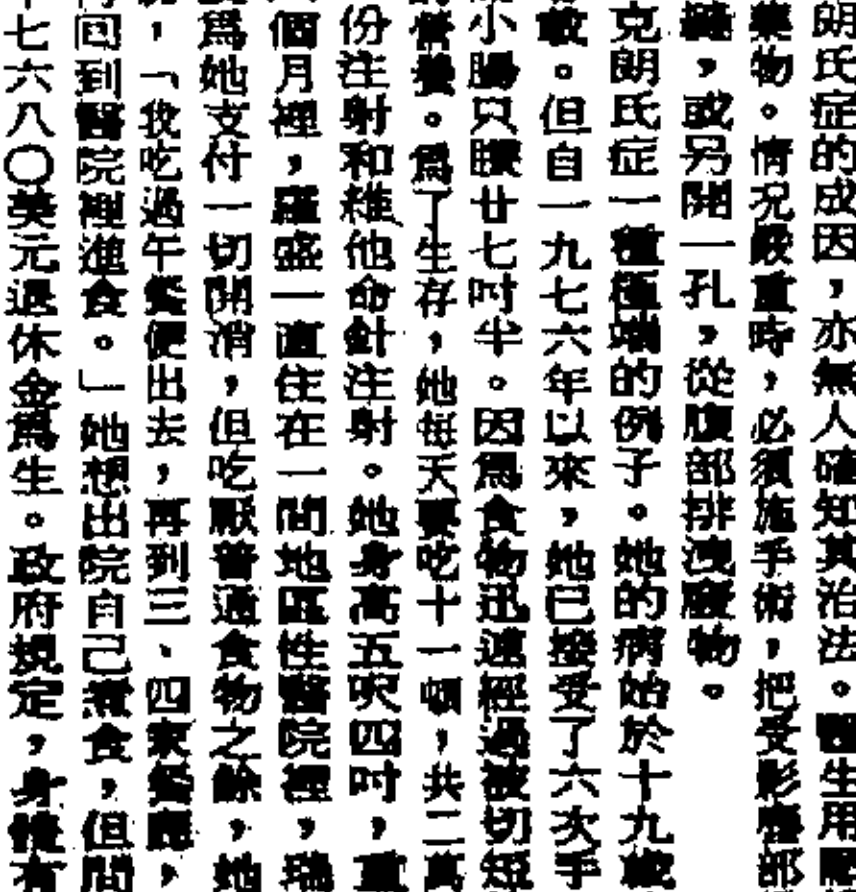 朗氏症的成因，亦無人確知其治法。醫生用
藥物。情況嚴重時，必須施手術，把受影響部
，或另開一孔，從腹部排洩廢物。
克朗氏症一種極端的例子。她的病始於十九歲
。但自一九七六年以來，她已接受了六次手
小腸只賸廿七吋半。因爲食物迅速經過被切短
營養。爲了生存，她每天要吃十一頓，共二萬
份注射和維他命針注射。她身高五呎四吋，重
個月裡，羅盛一直住在一間地區性醫院裡，瑞
爲她支付一切開消，但吃厭普通食物之餘，她
，「我吃過午餐便出去，再到三、四家餐廳，
回到醫院裡進食。」她想出院自己煮食，但問
七六八〇美元退休金爲生。政府規定，身體有